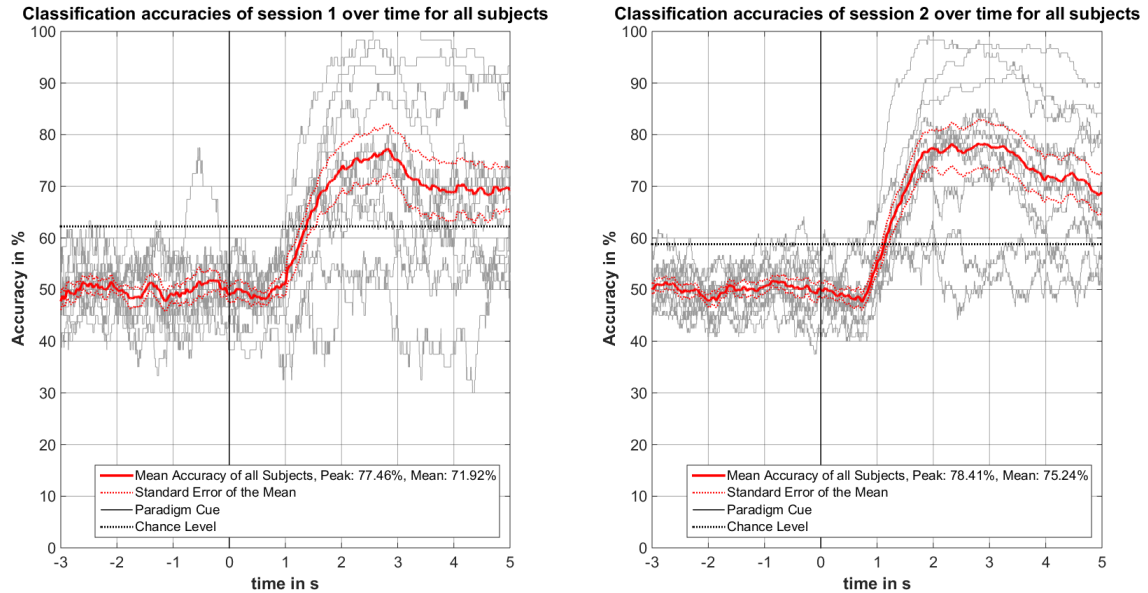 Classification accuracies of session 1 over time for all subjects
100
90
80
70
60
50
40
30
20
10
0
Accuracy in %
-3 -2 -1 0 1 2 3 4 5
time in s
Mean Accuracy of all Subjects, Peak: 77.46%, Mean: 71.92%
Standard Error of the Mean
Paradigm Cue
Chance Level
Classification accuracies of session 2 over time for all subjects
100
90
80
70
60
50
40
30
20
10
0
Accuracy in %
-3 -2 -1 0 1 2 3 4 5
time in s
Mean Accuracy of all Subjects, Peak: 78.41%, Mean: 75.24%
Standard Error of the Mean
Paradigm Cue
Chance Level